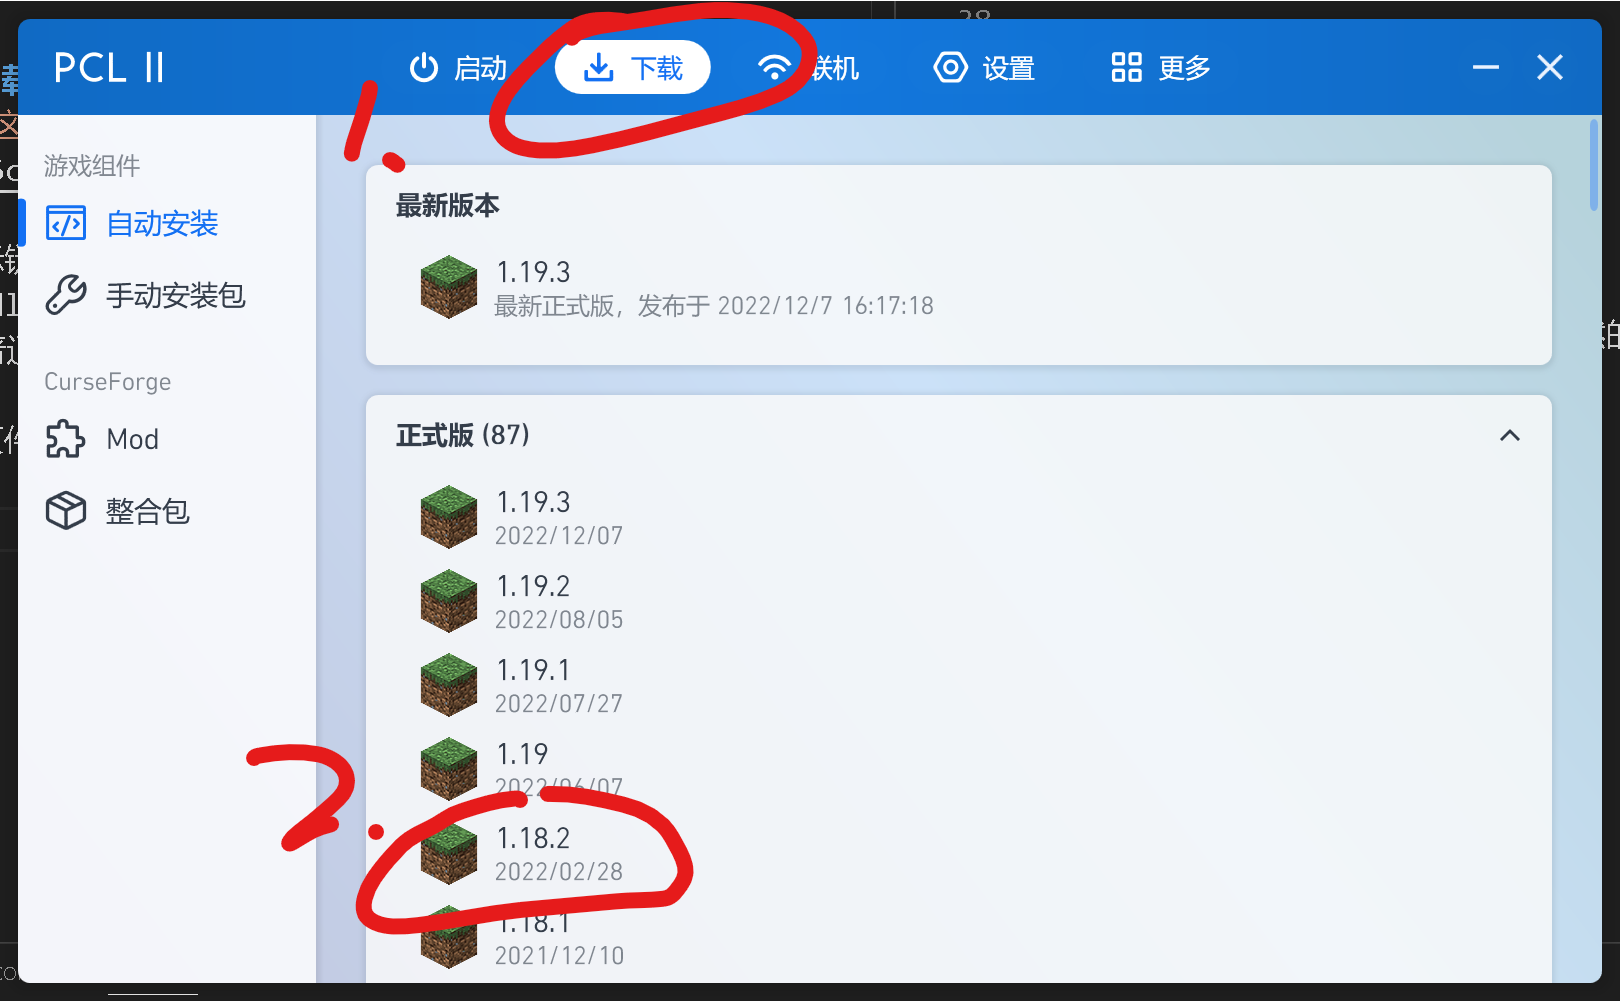 PCL II
启动
下载
联机
设置
更多
1.
游戏组件
自动安装
手动安装包
CurseForge
Mod
整合包
最新版本
1.19.3
最新正式版，发布于 2022/12/7 16:17:18
正式版 (87)
1.19.3
2022/12/07
1.19.2
2022/08/05
1.19.1
2022/07/27
1.19
2022/06/07
2.
1.18.2
2022/02/28
1.18.1
2021/12/10